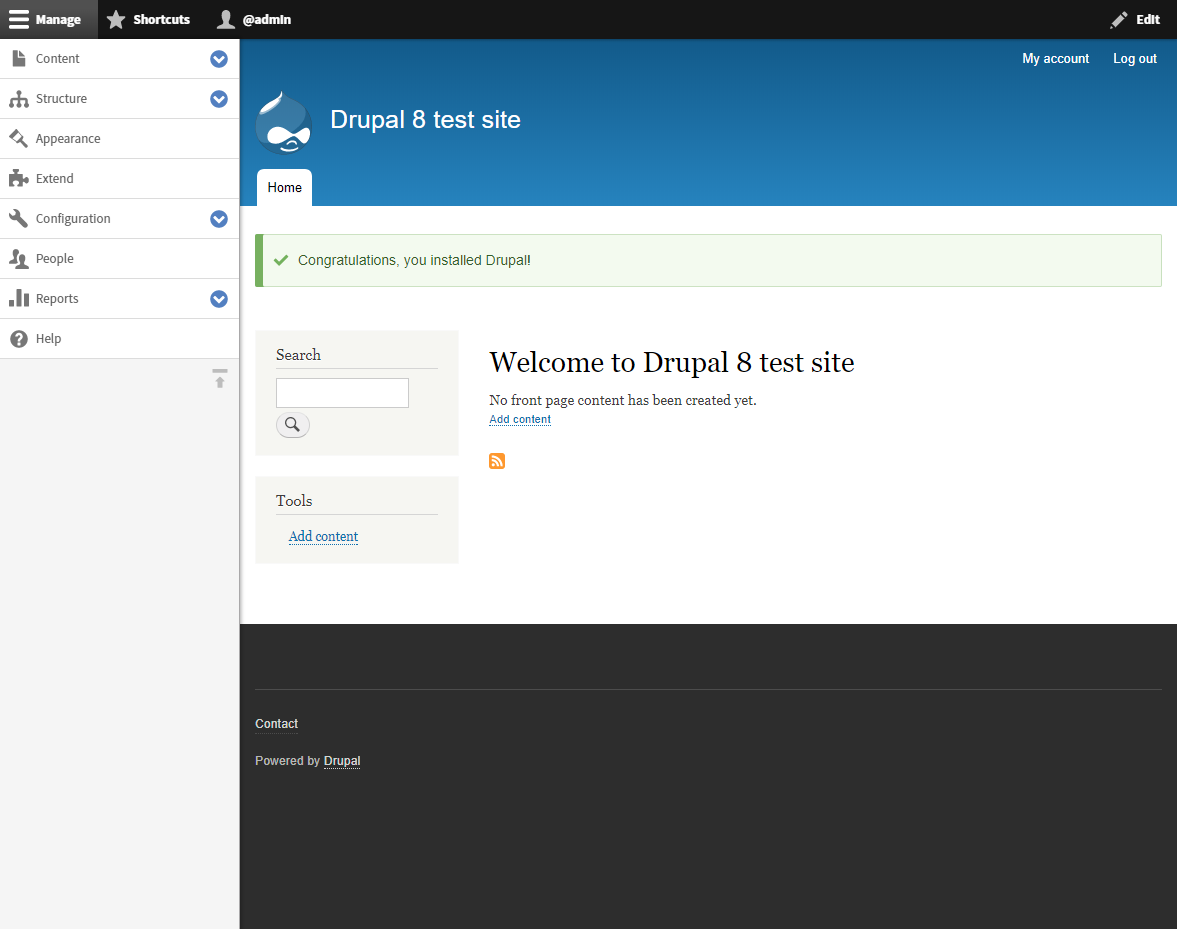 Manage Shortcuts @admin Edit
Content
Structure
Appearance
Extend
Configuration
People
Reports
Help
My account Log out
Drupal 8 test site
Home
Congratulations, you installed Drupal!
Search
Tools
Add content
Welcome to Drupal 8 test site
No front page content has been created yet.
Add content
Contact
Powered by Drupal